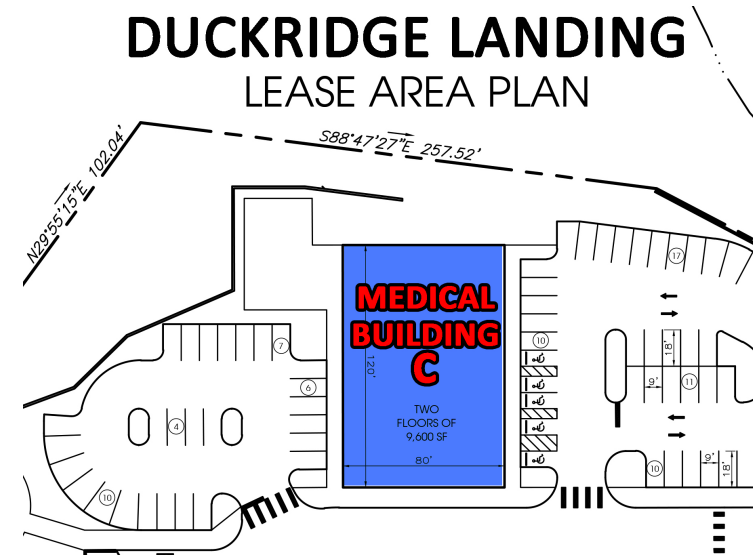 DUCKRIDGE LANDING
LEASE AREA PLAN
S88°47'27"E 257.52'
N29°55'15"E 102.04'
17
MEDICAL
BUILDING
C
120'
TWO
FLOORS OF
9,600 SF
80'
7
6
4
10
10
18'
9'
11
10
9'
18'